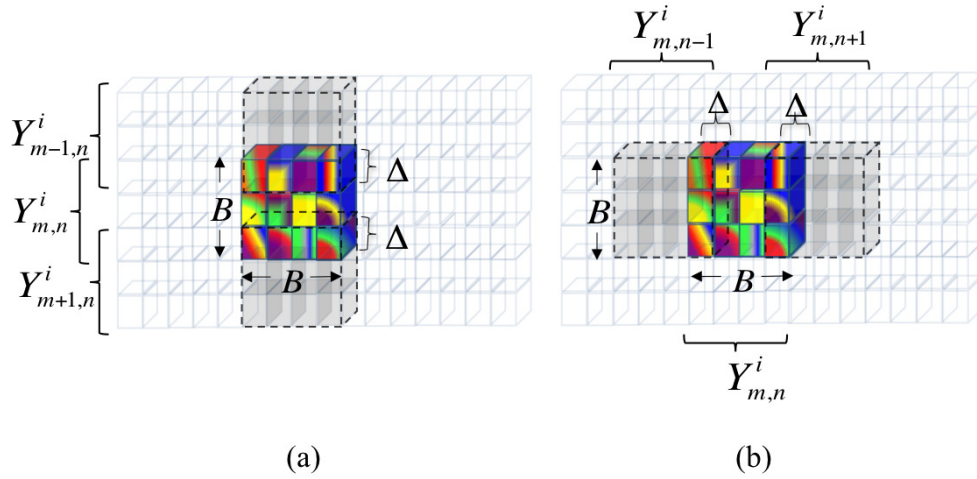 Y^i_{m-1,n}
Y^i_{m,n}
Y^i_{m+1,n}
B
B
Δ
Δ
(a)
Y^i_{m,n-1}
Y^i_{m,n+1}
Δ
Δ
B
B
Y^i_{m,n}
(b)